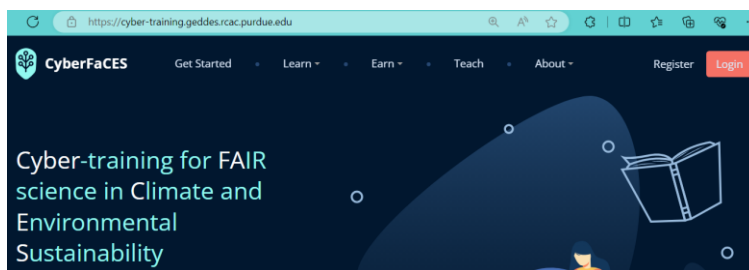 https://cyber-training.geddes.rcac.purdue.edu
CyberFaCES Get Started Learn Earn Teach About Register Login
Cyber-training for FAIR
science in Climate and
Environmental
Sustainability